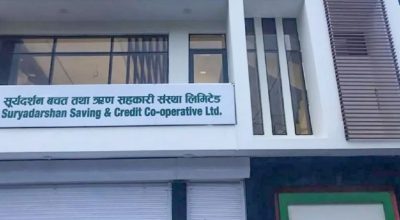 सूर्यदर्शन बचत तथा ऋण सहकारी संस्था लिमिटेड
Suryadarshan Saving & Credit Co-operative Ltd.